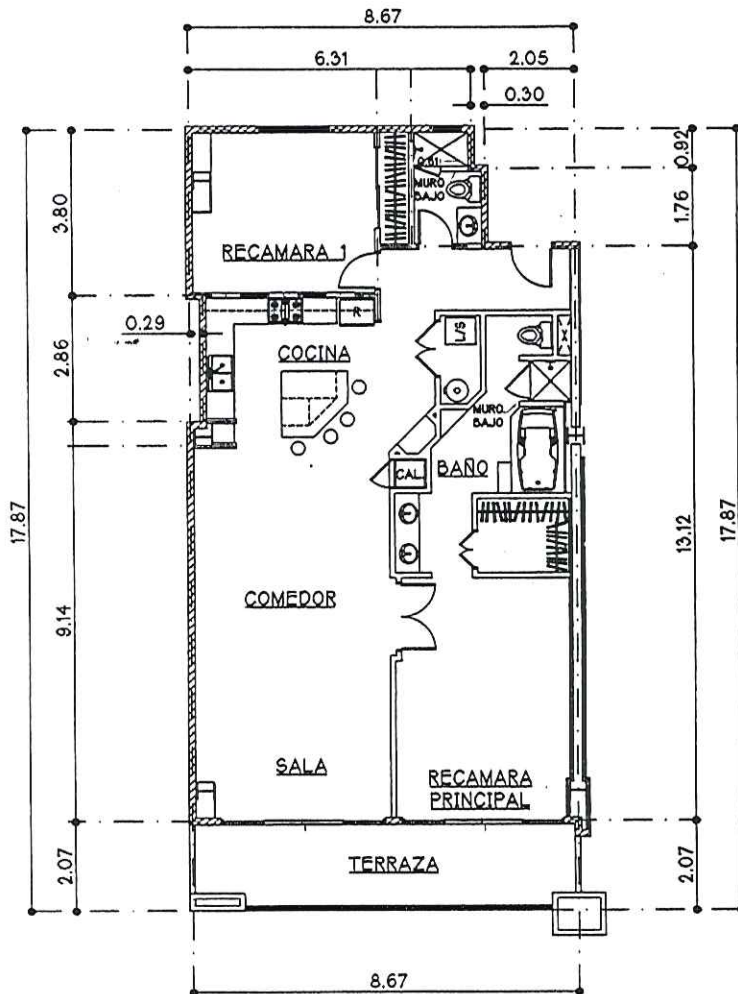 8.67
6.31
2.05
0.30
0.92
3.80
1.76
0.61
MURO
BAJO
RECAMARA 1
R
L/S
0.29
2.86
COCINA
MURO
BAJO
CAL.
BAÑO
17.87
13.12
17.87
9.14
COMEDOR
SALA
RECAMARA
PRINCIPAL
2.07
TERRAZA
2.07
8.67